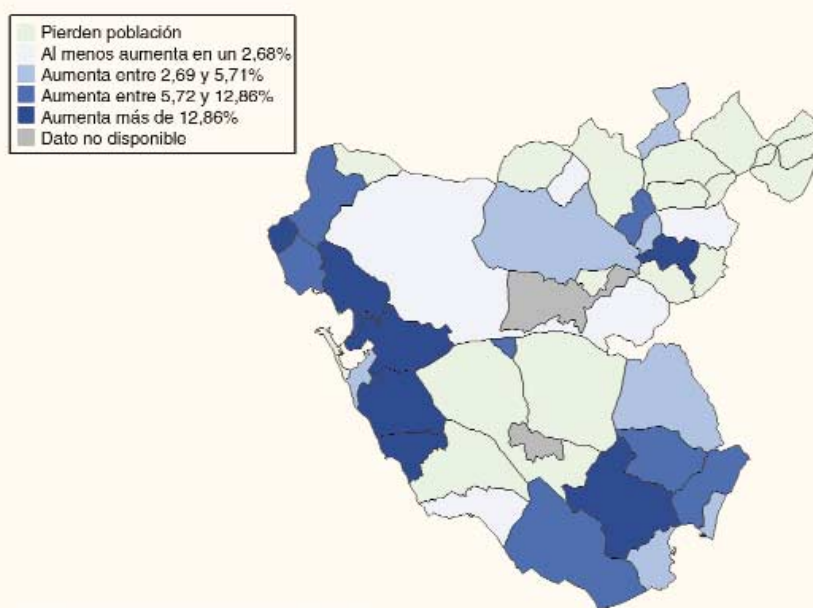 Pierden población
Al menos aumenta en un 2,68%
Aumenta entre 2,69 y 5,71%
Aumenta entre 5,72 y 12,86%
Aumenta más de 12,86%
Dato no disponible